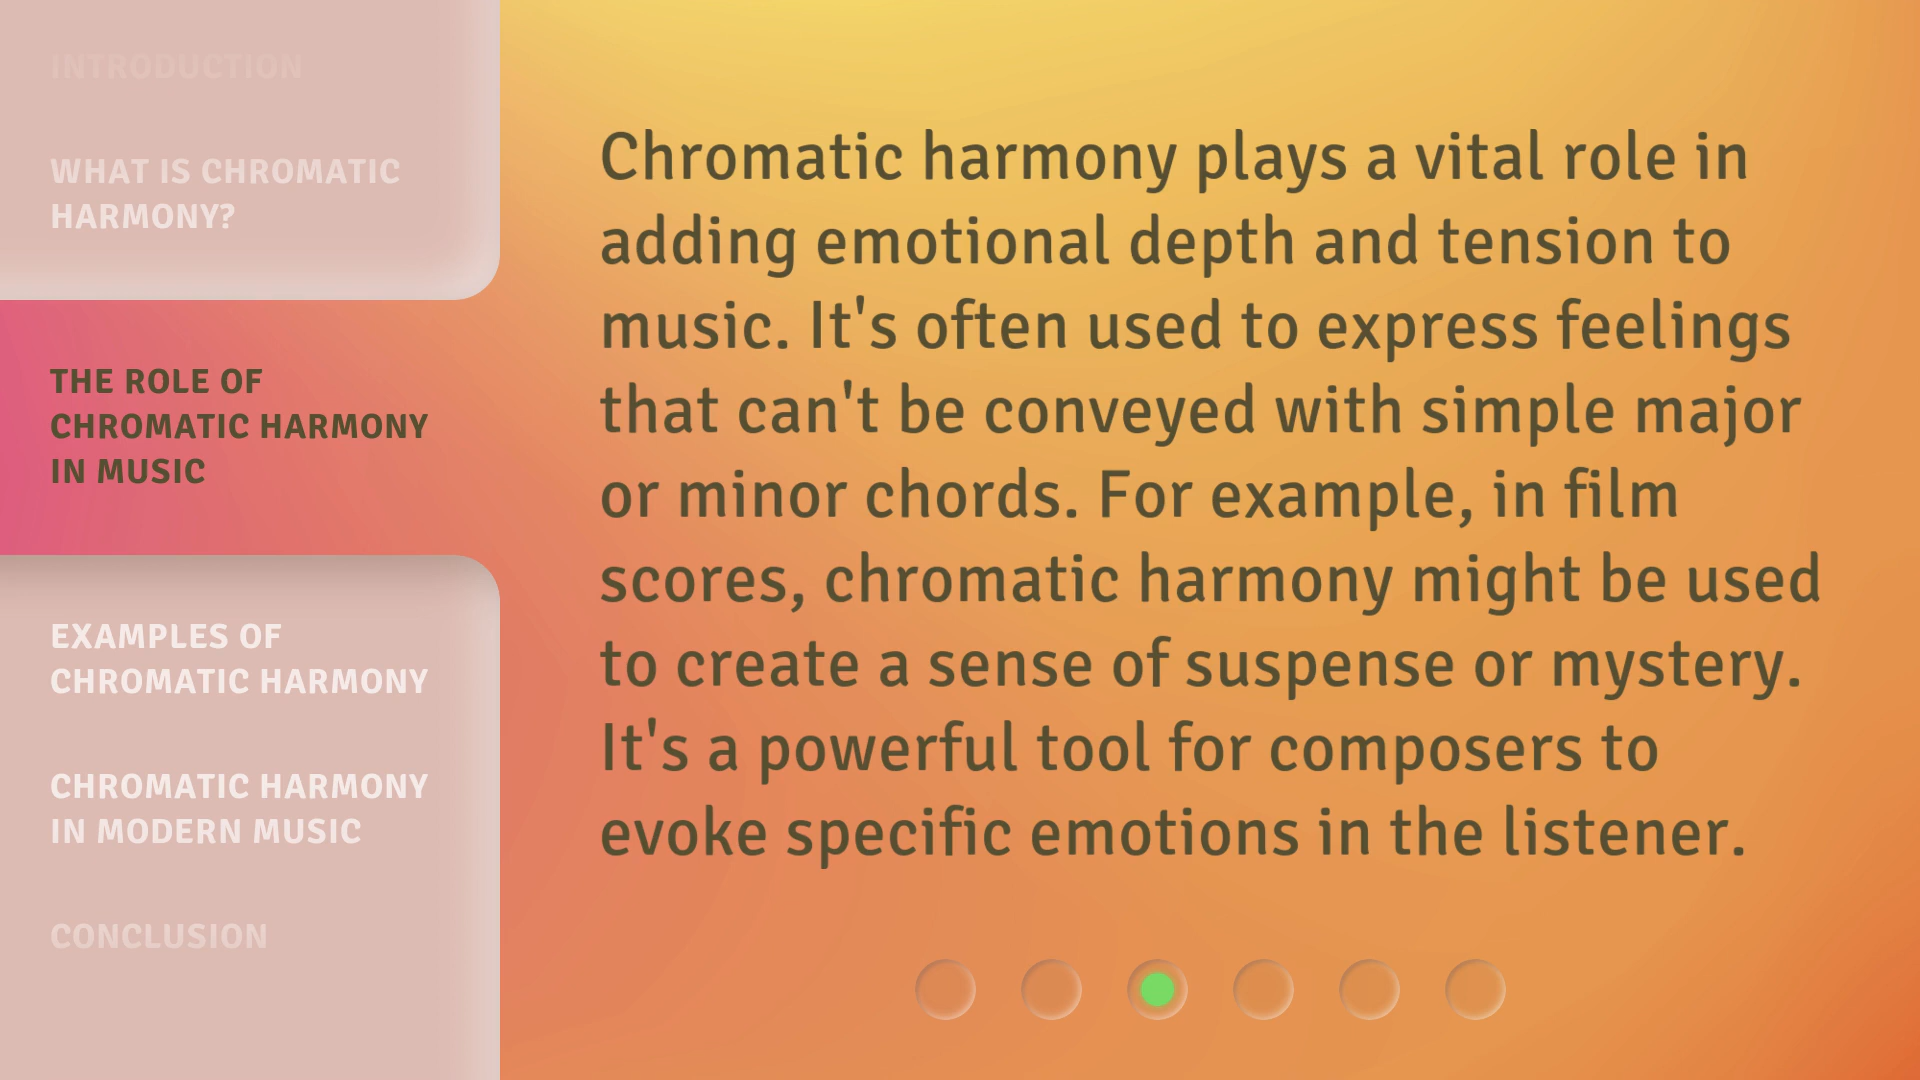 INTRODUCTION
WHAT IS CHROMATIC
HARMONY?
THE ROLE OF
CHROMATIC HARMONY
IN MUSIC
EXAMPLES OF
CHROMATIC HARMONY
CHROMATIC HARMONY
IN MODERN MUSIC
CONCLUSION
Chromatic harmony plays a vital role in
adding emotional depth and tension to
music. It's often used to express feelings
that can't be conveyed with simple major
or minor chords. For example, in film
scores, chromatic harmony might be used
to create a sense of suspense or mystery.
It's a powerful tool for composers to
evoke specific emotions in the listener.